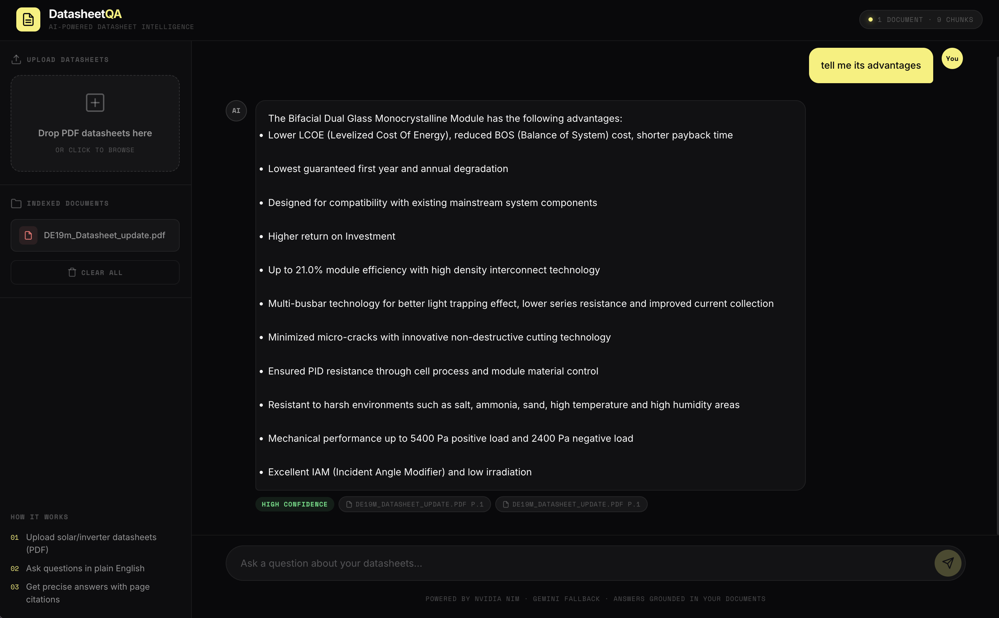 DatasheetQA
AI-POWERED DATASHEET INTELLIGENCE
1 DOCUMENT · 9 CHUNKS
UPLOAD DATASHEETS
Drop PDF datasheets here
OR CLICK TO BROWSE
INDEXED DOCUMENTS
DE19m_Datasheet_update.pdf
CLEAR ALL
HOW IT WORKS
01 Upload solar/inverter datasheets
(PDF)
02 Ask questions in plain English
03 Get precise answers with page
citations
tell me its advantages
You
AI
The Bifacial Dual Glass Monocrystalline Module has the following advantages:
• Lower LCOE (Levelized Cost Of Energy), reduced BOS (Balance of System) cost, shorter payback time
• Lowest guaranteed first year and annual degradation
• Designed for compatibility with existing mainstream system components
• Higher return on Investment
• Up to 21.0% module efficiency with high density interconnect technology
• Multi-busbar technology for better light trapping effect, lower series resistance and improved current collection
• Minimized micro-cracks with innovative non-destructive cutting technology
• Ensured PID resistance through cell process and module material control
• Resistant to harsh environments such as salt, ammonia, sand, high temperature and high humidity areas
• Mechanical performance up to 5400 Pa positive load and 2400 Pa negative load
• Excellent IAM (Incident Angle Modifier) and low irradiation
HIGH CONFIDENCE DE19M_DATASHEET_UPDATE.PDF P.1 DE19M_DATASHEET_UPDATE.PDF P.1
Ask a question about your datasheets...
POWERED BY NVIDIA NIM · GEMINI FALLBACK · ANSWERS GROUNDED IN YOUR DOCUMENTS